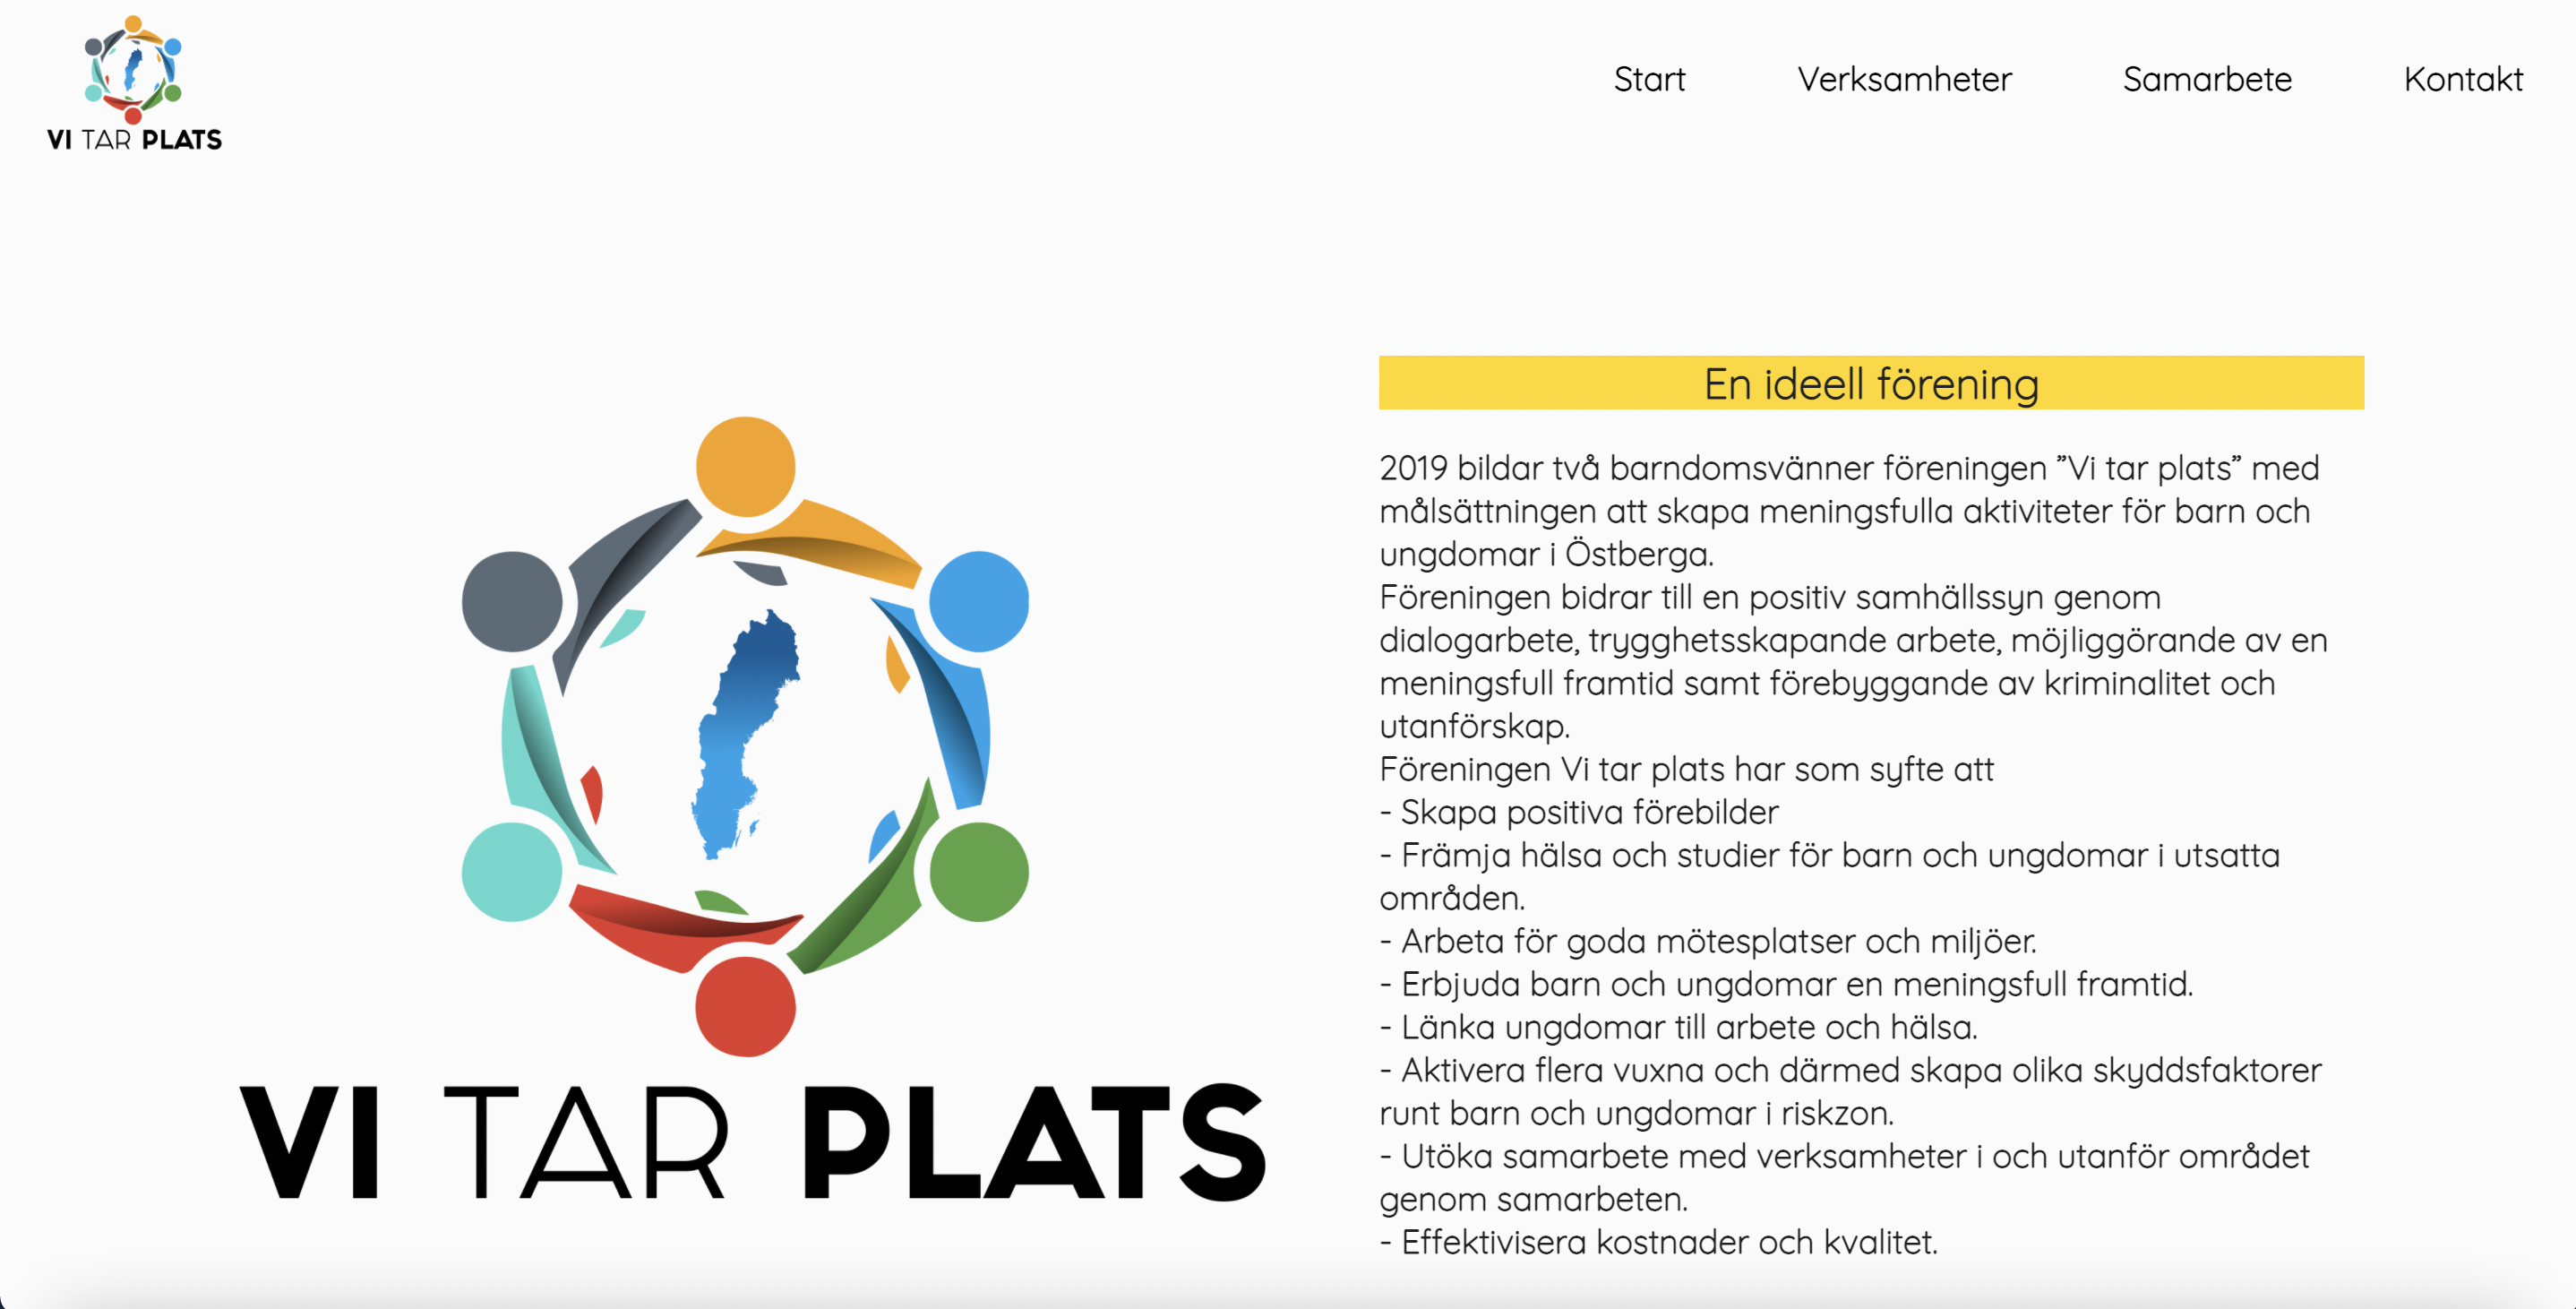 VI TAR PLATS
Start
Verksamheter
Samarbete
Kontakt
VI TAR PLATS
En ideell förening
2019 bildar två barndomsvänner föreningen ”Vi tar plats” med
målsättningen att skapa meningsfulla aktiviteter för barn och
ungdomar i Östberga.
Föreningen bidrar till en positiv samhällssyn genom
dialogarbete, trygghetsskapande arbete, möjliggörande av en
meningsfull framtid samt förebyggande av kriminalitet och
utanförskap.
Föreningen Vi tar plats har som syfte att
- Skapa positiva förebilder
- Främja hälsa och studier för barn och ungdomar i utsatta
områden.
- Arbeta för goda mötesplatser och miljöer.
- Erbjuda barn och ungdomar en meningsfull framtid.
- Länka ungdomar till arbete och hälsa.
- Aktivera flera vuxna och därmed skapa olika skyddsfaktorer
runt barn och ungdomar i riskzon.
- Utöka samarbete med verksamheter i och utanför området
genom samarbeten.
- Effektivisera kostnader och kvalitet.